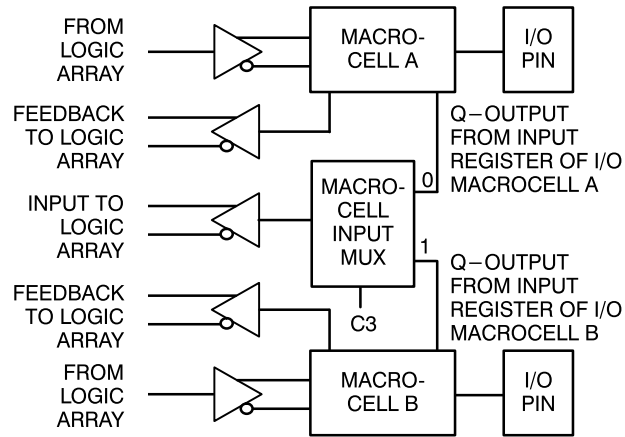 FROM
LOGIC
ARRAY
MACRO-
CELL A
I/O
PIN
FEEDBACK
TO LOGIC
ARRAY
Q–OUTPUT
FROM INPUT
REGISTER OF I/O
MACROCELL A
INPUT TO
LOGIC
ARRAY
MACRO-
CELL
INPUT
MUX
0
1
C3
FEEDBACK
TO LOGIC
ARRAY
Q–OUTPUT
FROM INPUT
REGISTER OF I/O
MACROCELL B
FROM
LOGIC
ARRAY
MACRO-
CELL B
I/O
PIN